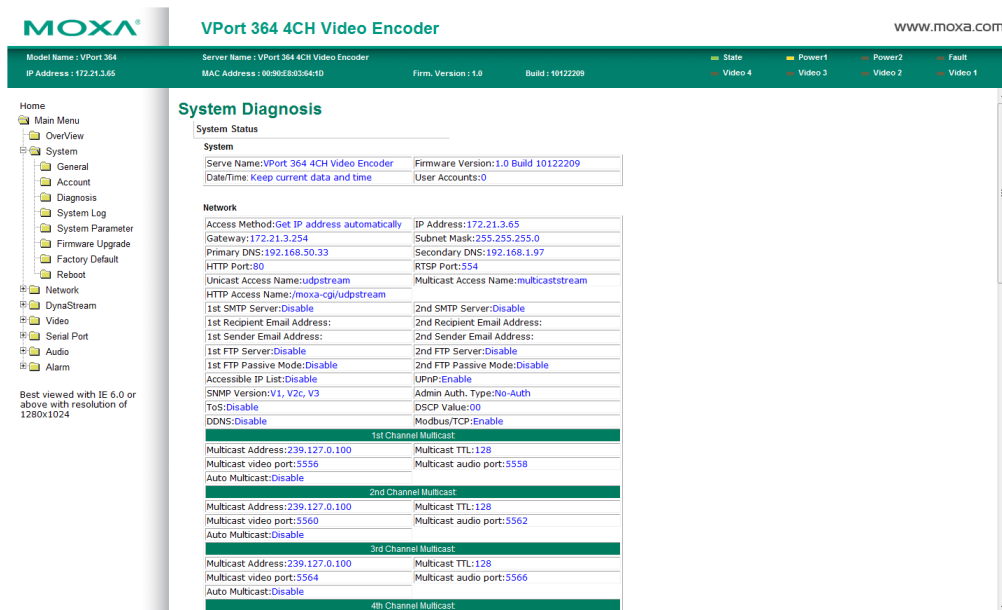 MOXA®
VPort 364 4CH Video Encoder
www.moxa.com
Model Name : VPort 364
Server Name : VPort 364 4CH Video Encoder
State
Power1
Power2
Fault
IP Address : 172.21.3.65
MAC Address : 00:90:E8:03:64:1D
Firm. Version : 1.0
Build : 10122209
Video 4
Video 3
Video 2
Video 1
Home
Main Menu
OverView
System
General
Account
Diagnosis
System Log
System Parameter
Firmware Upgrade
Factory Default
Reboot
Network
DynaStream
Video
Serial Port
Audio
Alarm
Best viewed with IE 6.0 or
above with resolution of
1280x1024
System Diagnosis
System Status
System
Serve Name:VPort 364 4CH Video Encoder
Firmware Version:1.0 Build 10122209
Date/Time: Keep current data and time
User Accounts:0
Network
Access Method:Get IP address automatically
IP Address:172.21.3.65
Gateway:172.21.3.254
Subnet Mask:255.255.255.0
Primary DNS:192.168.50.33
Secondary DNS:192.168.1.97
HTTP Port:80
RTSP Port:554
Unicast Access Name:udpstream
Multicast Access Name:multicaststream
HTTP Access Name:/moxa-cgi/udpstream
1st SMTP Server:Disable
2nd SMTP Server:Disable
1st Recipient Email Address:
2nd Recipient Email Address:
1st Sender Email Address:
2nd Sender Email Address:
1st FTP Server:Disable
2nd FTP Server:Disable
1st FTP Passive Mode:Disable
2nd FTP Passive Mode:Disable
Accessible IP List:Disable
UPnP:Enable
SNMP Version:V1, V2c, V3
Admin Auth. Type:No-Auth
ToS:Disable
DSCP Value:00
DDNS:Disable
Modbus/TCP:Enable
1st Channel Multicast:
Multicast Address:239.127.0.100
Multicast TTL:128
Multicast video port:5556
Multicast audio port:5558
Auto Multicast:Disable
2nd Channel Multicast:
Multicast Address:239.127.0.100
Multicast TTL:128
Multicast video port:5560
Multicast audio port:5562
Auto Multicast:Disable
3rd Channel Multicast:
Multicast Address:239.127.0.100
Multicast TTL:128
Multicast video port:5564
Multicast audio port:5566
Auto Multicast:Disable
4th Channel Multicast: